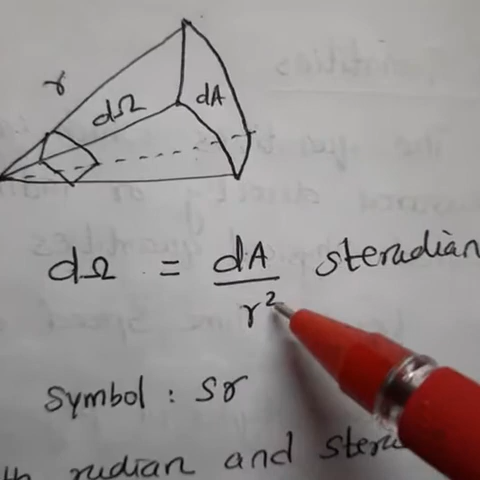 r
dΩ
dA
dΩ = dA/r² steradian
symbol : sr
radian and